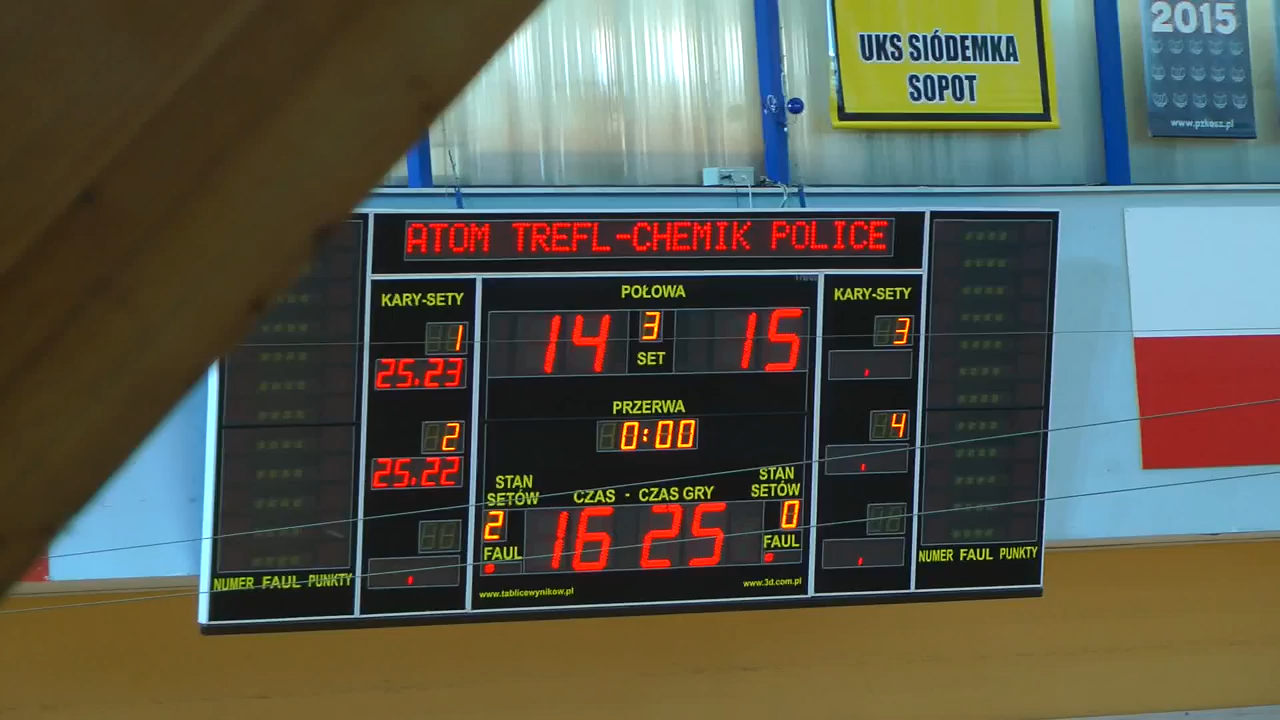 UKS SIÓDEMKA
SOPOT
2015
www.pzkosz.pl
ATOM TREFL-CHEMIK POLICE
KARY-SETY
POŁOWA
KARY-SETY
1
14
3
15
3
25.23
SET
PRZERWA
2
0:00
4
25.22
STAN
SETÓW
CZAS - CZAS GRY
STAN
SETÓW
2
16 25
0
FAUL
FAUL
NUMER FAUL PUNKTY
NUMER FAUL PUNKTY
www.tablicewynikow.pl
www.3d.com.pl